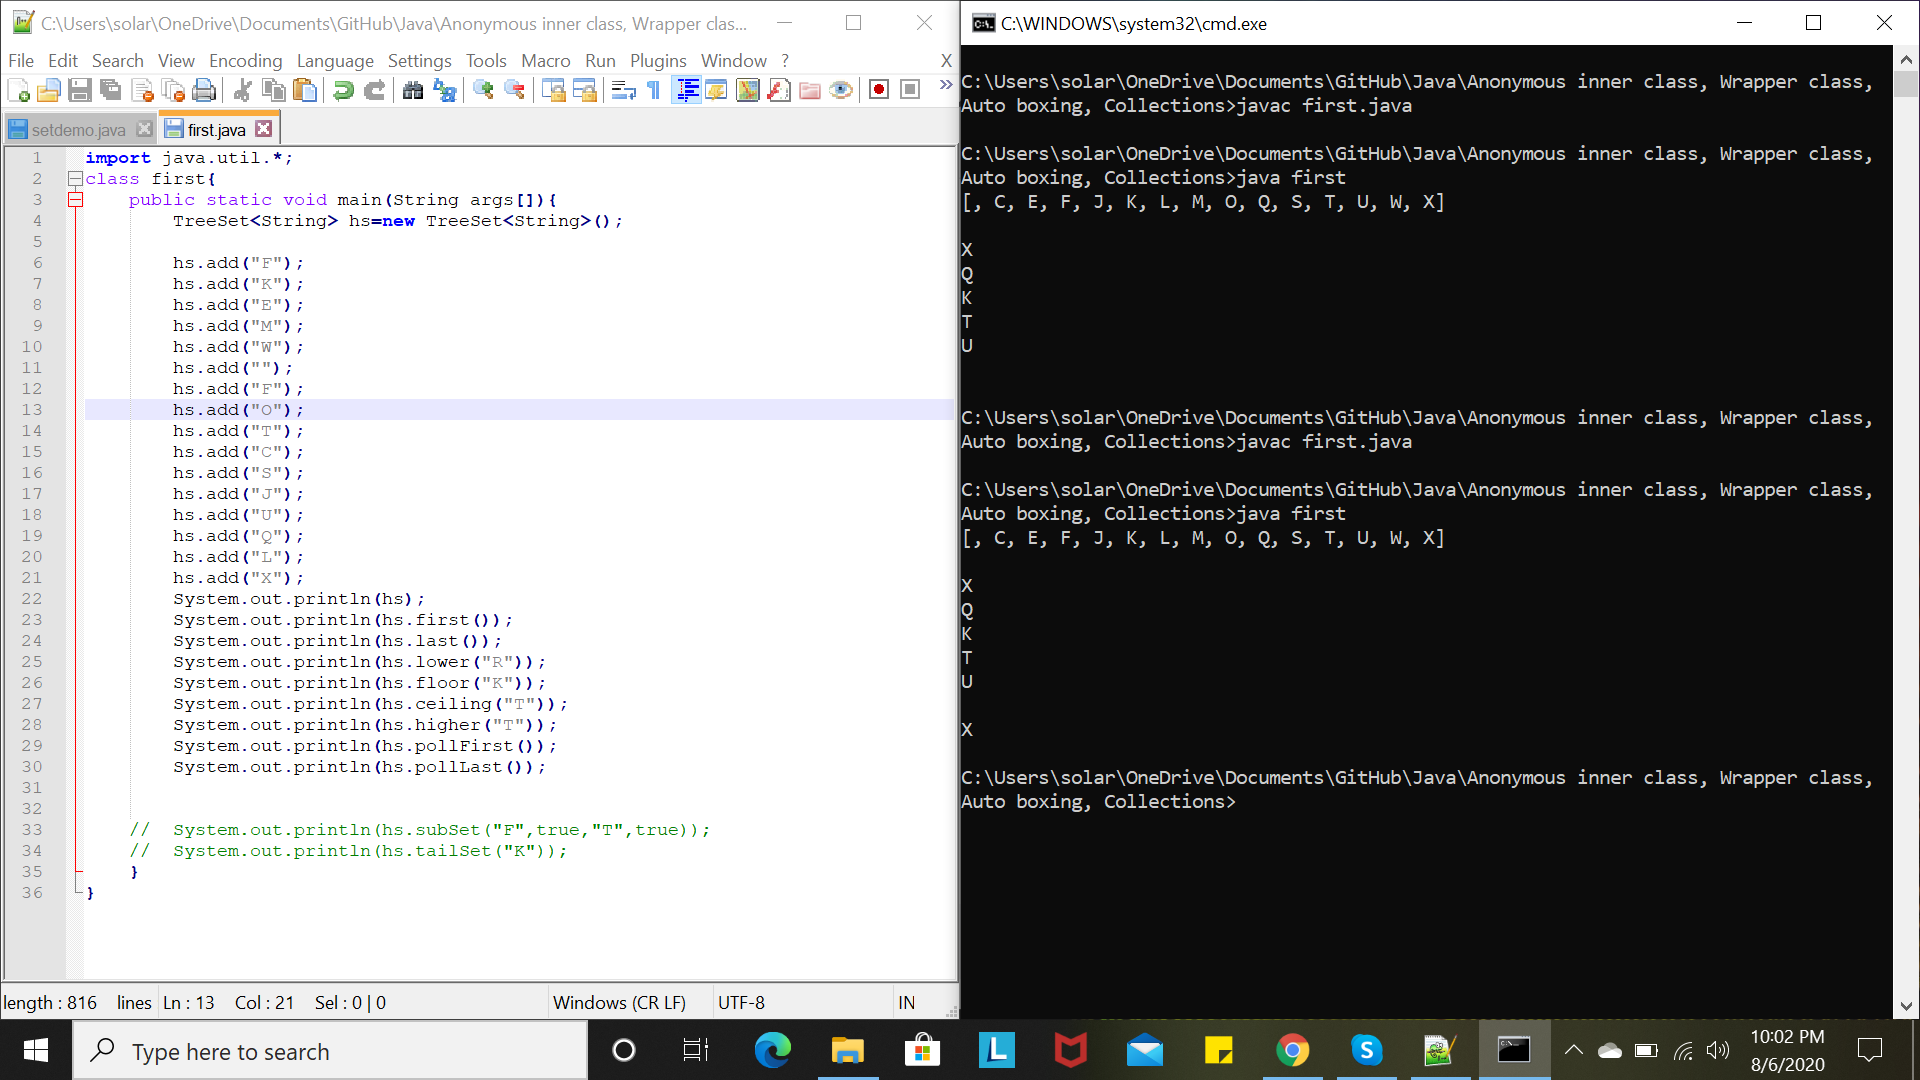 C:\Users\solar\OneDrive\Documents\GitHub\Java\Anonymous inner class, Wrapper clas...
File Edit Search View Encoding Language Settings Tools Macro Run Plugins Window ? X
setdemo.java first.java
1 import java.util.*;
2 class first{
3 public static void main(String args[]){
4 TreeSet<String> hs=new TreeSet<String>();
5
6 hs.add("F");
7 hs.add("K");
8 hs.add("E");
9 hs.add("M");
10 hs.add("W");
11 hs.add("");
12 hs.add("F");
13 hs.add("O");
14 hs.add("T");
15 hs.add("C");
16 hs.add("S");
17 hs.add("J");
18 hs.add("U");
19 hs.add("Q");
20 hs.add("L");
21 hs.add("X");
22 System.out.println(hs);
23 System.out.println(hs.first());
24 System.out.println(hs.last());
25 System.out.println(hs.lower("R"));
26 System.out.println(hs.floor("K"));
27 System.out.println(hs.ceiling("T"));
28 System.out.println(hs.higher("T"));
29 System.out.println(hs.pollFirst());
30 System.out.println(hs.pollLast());
31
32
33 // System.out.println(hs.subSet("F",true,"T",true));
34 // System.out.println(hs.tailSet("K"));
35 }
36 }
length : 816 lines Ln : 13 Col : 21 Sel : 0 | 0 Windows (CR LF) UTF-8 IN
C:\WINDOWS\system32\cmd.exe
C:\Users\solar\OneDrive\Documents\GitHub\Java\Anonymous inner class, Wrapper class,
Auto boxing, Collections>javac first.java
C:\Users\solar\OneDrive\Documents\GitHub\Java\Anonymous inner class, Wrapper class,
Auto boxing, Collections>java first
[, C, E, F, J, K, L, M, O, Q, S, T, U, W, X]
X
Q
K
T
U
C:\Users\solar\OneDrive\Documents\GitHub\Java\Anonymous inner class, Wrapper class,
Auto boxing, Collections>javac first.java
C:\Users\solar\OneDrive\Documents\GitHub\Java\Anonymous inner class, Wrapper class,
Auto boxing, Collections>java first
[, C, E, F, J, K, L, M, O, Q, S, T, U, W, X]
X
Q
K
T
U
X
C:\Users\solar\OneDrive\Documents\GitHub\Java\Anonymous inner class, Wrapper class,
Auto boxing, Collections>
Type here to search
L
S
10:02 PM
8/6/2020